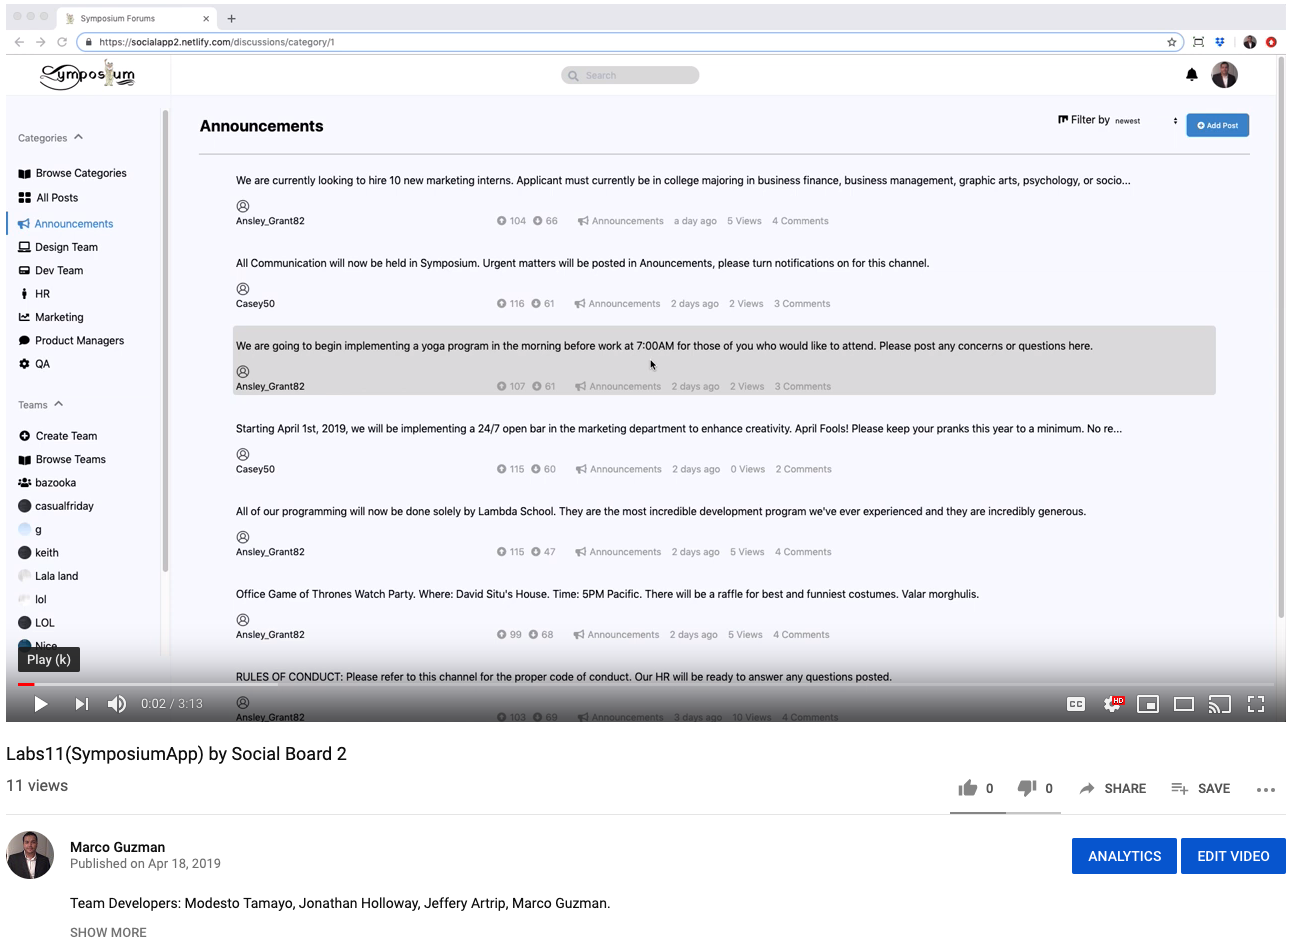 Symposium Forums
https://socialapp2.netlify.com/discussions/category/1
Symposium
Search
Categories
Browse Categories
All Posts
Announcements
Design Team
Dev Team
HR
Marketing
Product Managers
QA
Teams
Create Team
Browse Teams
bazooka
casualfriday
g
keith
Lala land
lol
LOL
Nice
Announcements
Filter by newest
Add Post
We are currently looking to hire 10 new marketing interns. Applicant must currently be in college majoring in business finance, business management, graphic arts, psychology, or socio...
Ansley_Grant82 104 66 Announcements a day ago 5 Views 4 Comments
All Communication will now be held in Symposium. Urgent matters will be posted in Anouncements, please turn notifications on for this channel.
Casey50 116 61 Announcements 2 days ago 2 Views 3 Comments
We are going to begin implementing a yoga program in the morning before work at 7:00AM for those of you who would like to attend. Please post any concerns or questions here.
Ansley_Grant82 107 61 Announcements 2 days ago 2 Views 3 Comments
Starting April 1st, 2019, we will be implementing a 24/7 open bar in the marketing department to enhance creativity. April Fools! Please keep your pranks this year to a minimum. No re...
Casey50 115 60 Announcements 2 days ago 0 Views 2 Comments
All of our programming will now be done solely by Lambda School. They are the most incredible development program we've ever experienced and they are incredibly generous.
Ansley_Grant82 115 47 Announcements 2 days ago 5 Views 4 Comments
Office Game of Thrones Watch Party. Where: David Situ's House. Time: 5PM Pacific. There will be a raffle for best and funniest costumes. Valar morghulis.
Ansley_Grant82 99 68 Announcements 2 days ago 5 Views 4 Comments
RULES OF CONDUCT: Please refer to this channel for the proper code of conduct. Our HR will be ready to answer any questions posted.
Ansley_Grant82 103 69 Announcements 3 days ago 10 Views 4 Comments
Play (k)
0:02 / 3:13
CC
HD
Labs11(SymposiumApp) by Social Board 2
11 views
0 0 SHARE SAVE
Marco Guzman
Published on Apr 18, 2019
ANALYTICS
EDIT VIDEO
Team Developers: Modesto Tamayo, Jonathan Holloway, Jeffery Artrip, Marco Guzman.
SHOW MORE